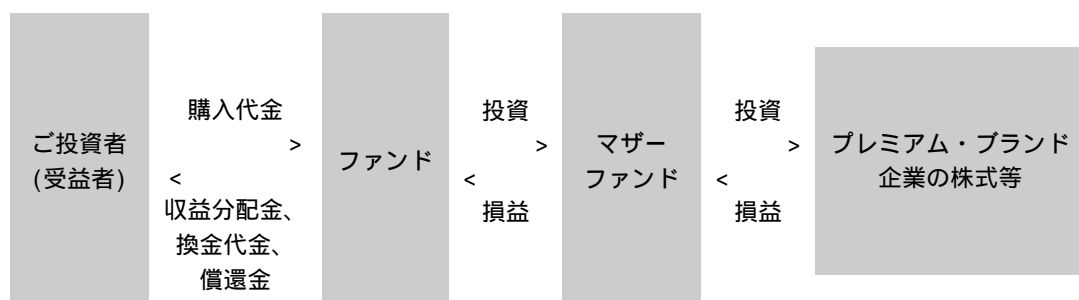 ご投資者
(受益者)
購入代金
>
<
収益分配金、
換金代金、
償還金
ファンド
投資
>
<
損益
マザー
ファンド
投資
>
<
損益
プレミアム・ブランド
企業の株式等